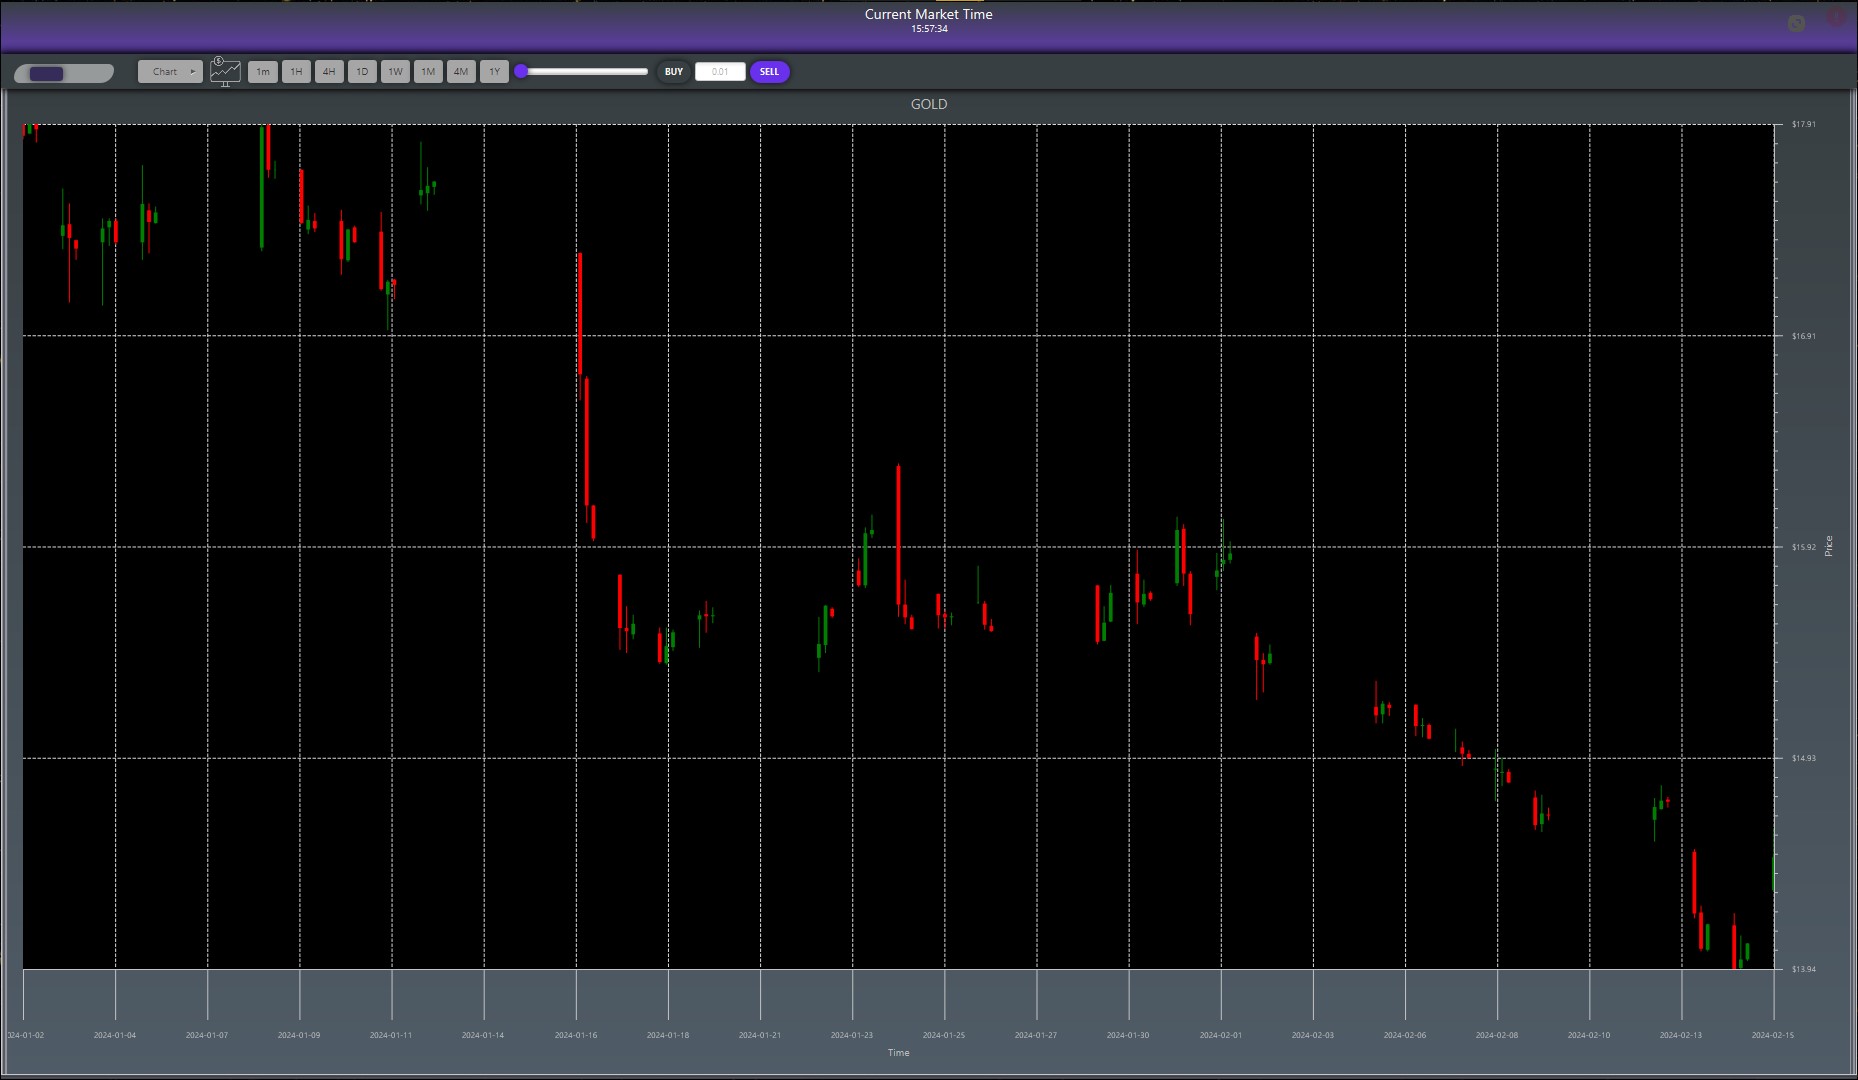 Current Market Time
15:57:34
Chart
1m
1H
4H
1D
1W
1M
4M
1Y
BUY
0.01
SELL
GOLD
$17.91
$16.91
$15.92
$14.93
$13.94
Price
2024-01-02
2024-01-04
2024-01-07
2024-01-09
2024-01-11
2024-01-14
2024-01-16
2024-01-18
2024-01-21
2024-01-23
2024-01-25
2024-01-27
2024-01-30
2024-02-01
2024-02-03
2024-02-06
2024-02-08
2024-02-10
2024-02-13
2024-02-15
Time